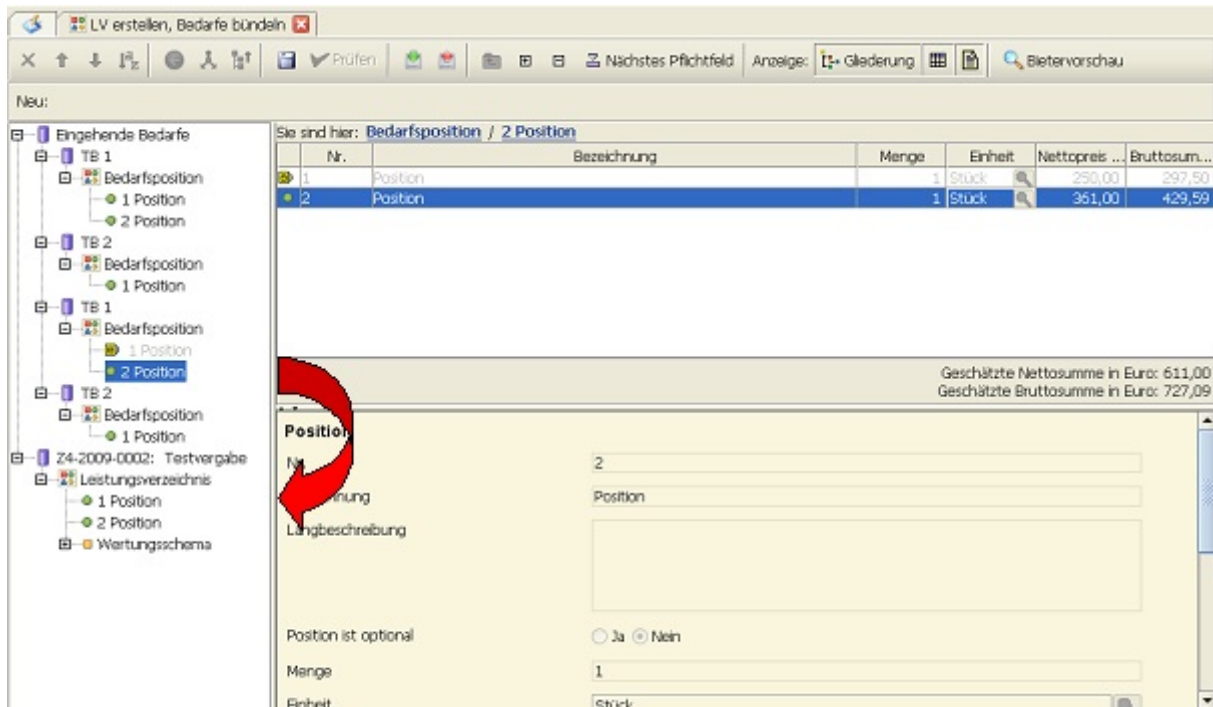 LV erstellen, Bedarfe bündeln
Prüfen Nächstes Pflichtfeld Anzeige: Gliederung Bietervorschau
Neu:
Eingehende Bedarfe
TB 1
Bedarfsposition
1 Position
2 Position
TB 2
Bedarfsposition
1 Position
TB 1
Bedarfsposition
1 Position
2 Position
TB 2
Bedarfsposition
1 Position
Z4-2009-0002: Testvergabe
Leistungsverzeichnis
1 Position
2 Position
Wertungsschema
Sie sind hier: Bedarfsposition / 2 Position
Nr. Bezeichnung Menge Einheit Nettopreis ... Bruttosum...
1 Position 1 Stück 250,00 297,50
2 Position 1 Stück 361,00 429,59
Geschätzte Nettosumme in Euro: 611,00
Geschätzte Bruttosumme in Euro: 727,09
Position
2
Position
Langbeschreibung
Position ist optional Ja Nein
Menge 1
Einheit Stück